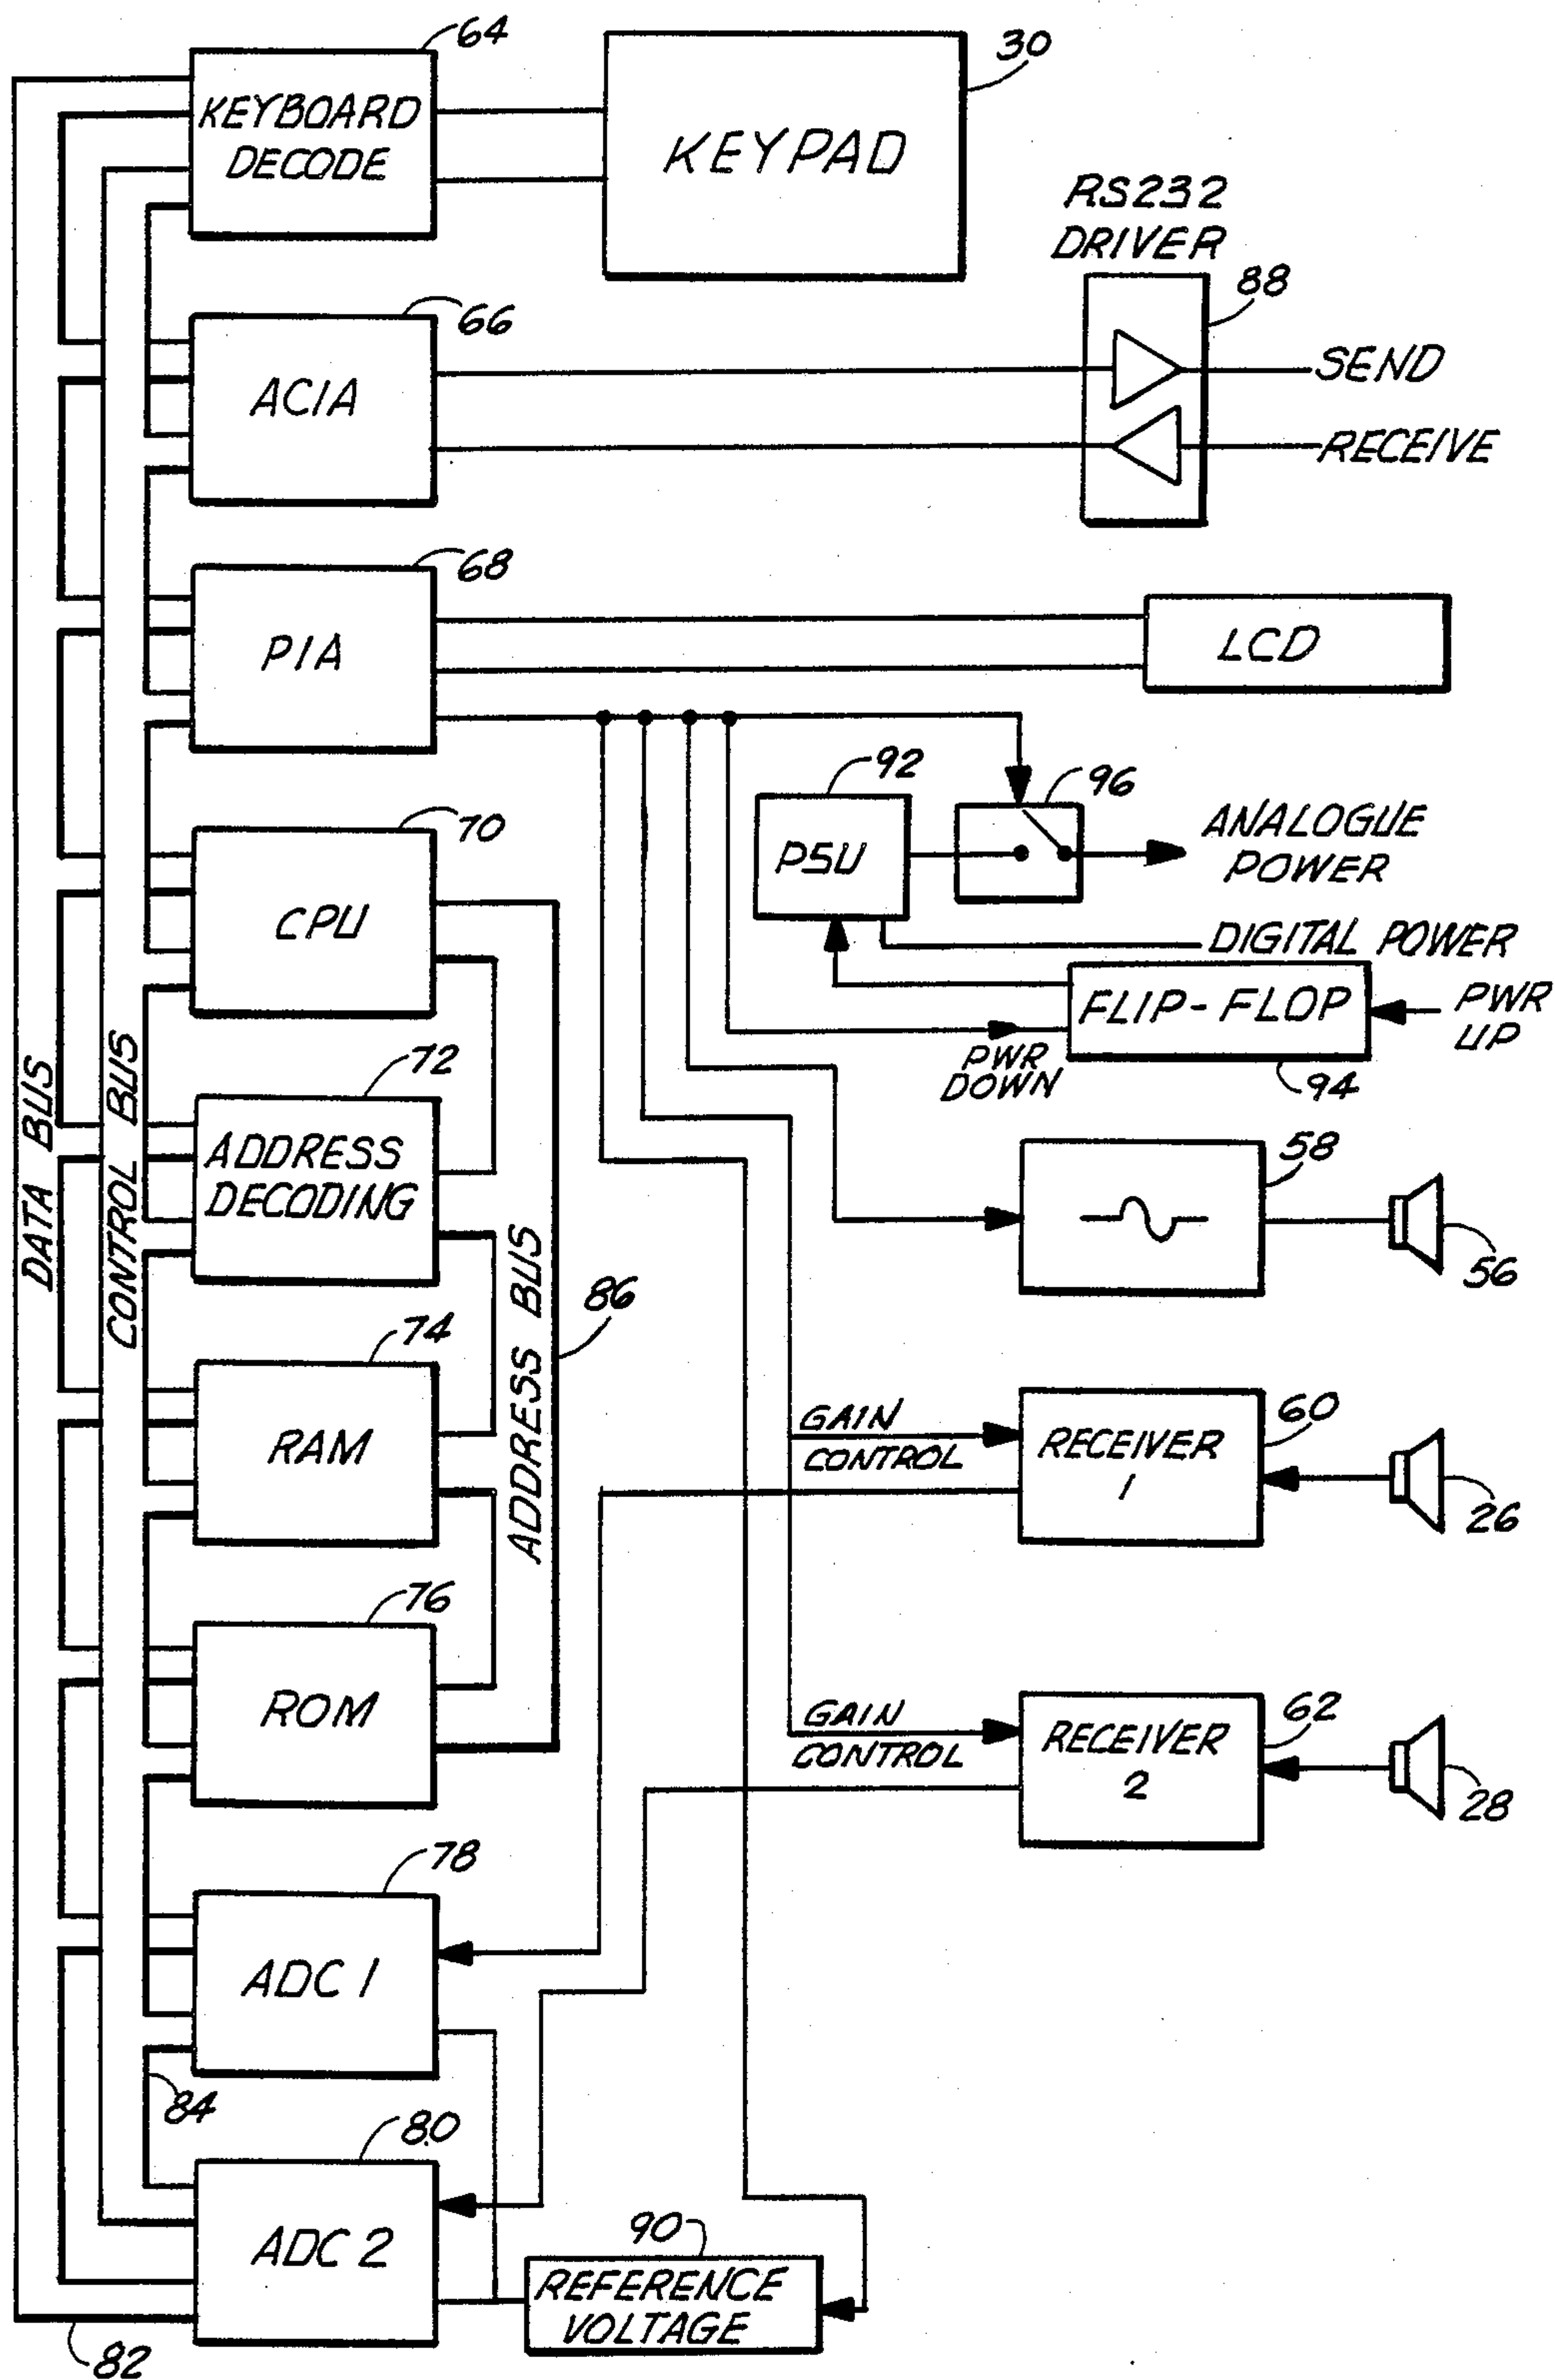 64
KEYBOARD
DECODE
30
KEYPAD
RS232
DRIVER
88
SEND
RECEIVE
66
ACIA
68
PIA
LCD
92
PSU
96
ANALOGUE
POWER
DIGITAL POWER
FLIP-FLOP
94
PWR
UP
PWR
DOWN
70
CPU
DATA BUS
CONTROL BUS
72
ADDRESS
DECODING
ADDRESS BUS
86
58
56
74
RAM
GAIN
CONTROL
60
RECEIVER
1
26
76
ROM
GAIN
CONTROL
62
RECEIVER
2
28
78
ADC 1
84
80
ADC 2
90
REFERENCE
VOLTAGE
82